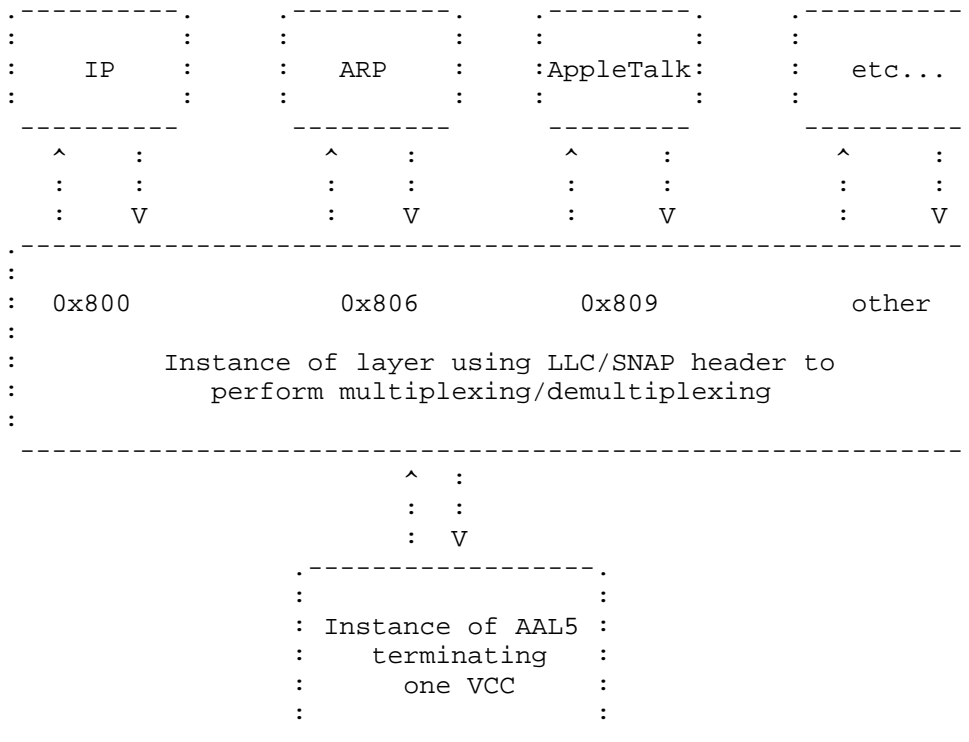 IP ARP AppleTalk etc...
0x800 0x806 0x809 other
Instance of layer using LLC/SNAP header to
perform multiplexing/demultiplexing
Instance of AAL5
terminating
one VCC